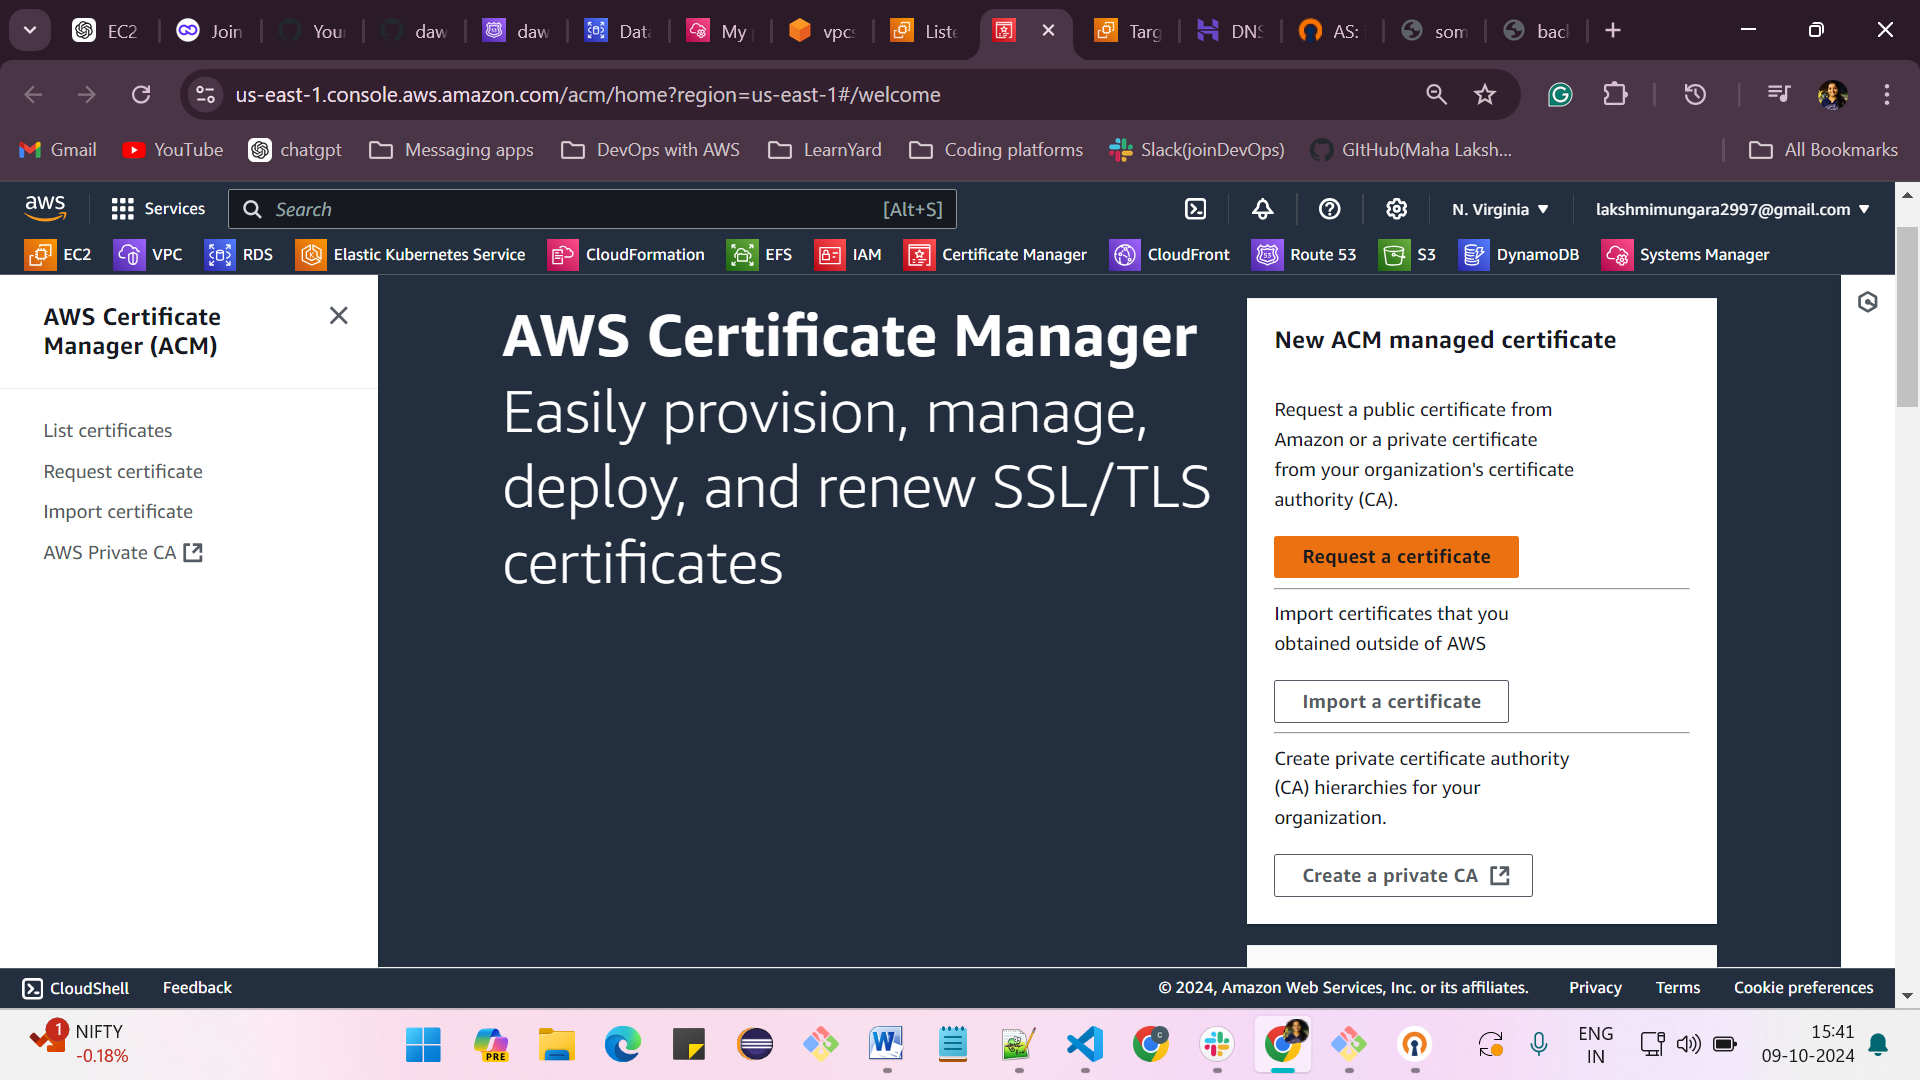 EC2
Join
You
daw
daw
Data
My
vpcs
Liste
Targ
DNS
AS:
som
back
us-east-1.console.aws.amazon.com/acm/home?region=us-east-1#/welcome
Gmail
YouTube
chatgpt
Messaging apps
DevOps with AWS
LearnYard
Coding platforms
Slack(joinDevOps)
GItHub(Maha Laksh...
All Bookmarks
aws
Services
Search
[Alt+S]
N. Virginia
lakshmimungara2997@gmail.com
EC2
VPC
RDS
Elastic Kubernetes Service
CloudFormation
EFS
IAM
Certificate Manager
CloudFront
Route 53
S3
DynamoDB
Systems Manager
AWS Certificate
Manager (ACM)
List certificates
Request certificate
Import certificate
AWS Private CA
AWS Certificate Manager
Easily provision, manage,
deploy, and renew SSL/TLS
certificates
New ACM managed certificate
Request a public certificate from
Amazon or a private certificate
from your organization's certificate
authority (CA).
Request a certificate
Import certificates that you
obtained outside of AWS
Import a certificate
Create private certificate authority
(CA) hierarchies for your
organization.
Create a private CA
CloudShell
Feedback
© 2024, Amazon Web Services, Inc. or its affiliates.
Privacy
Terms
Cookie preferences
1
NIFTY
-0.18%
PRE
ENG
IN
15:41
09-10-2024